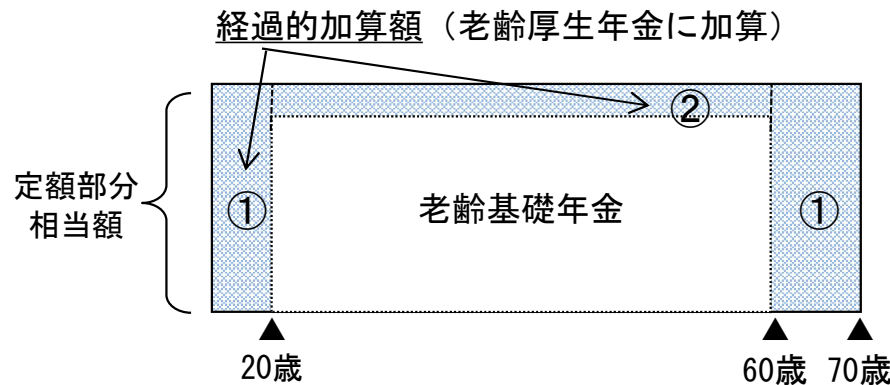 経過的加算額（老齢厚生年金に加算）
②
定額部分
相当額
①
老齢基礎年金
①
20歳
60歳
70歳